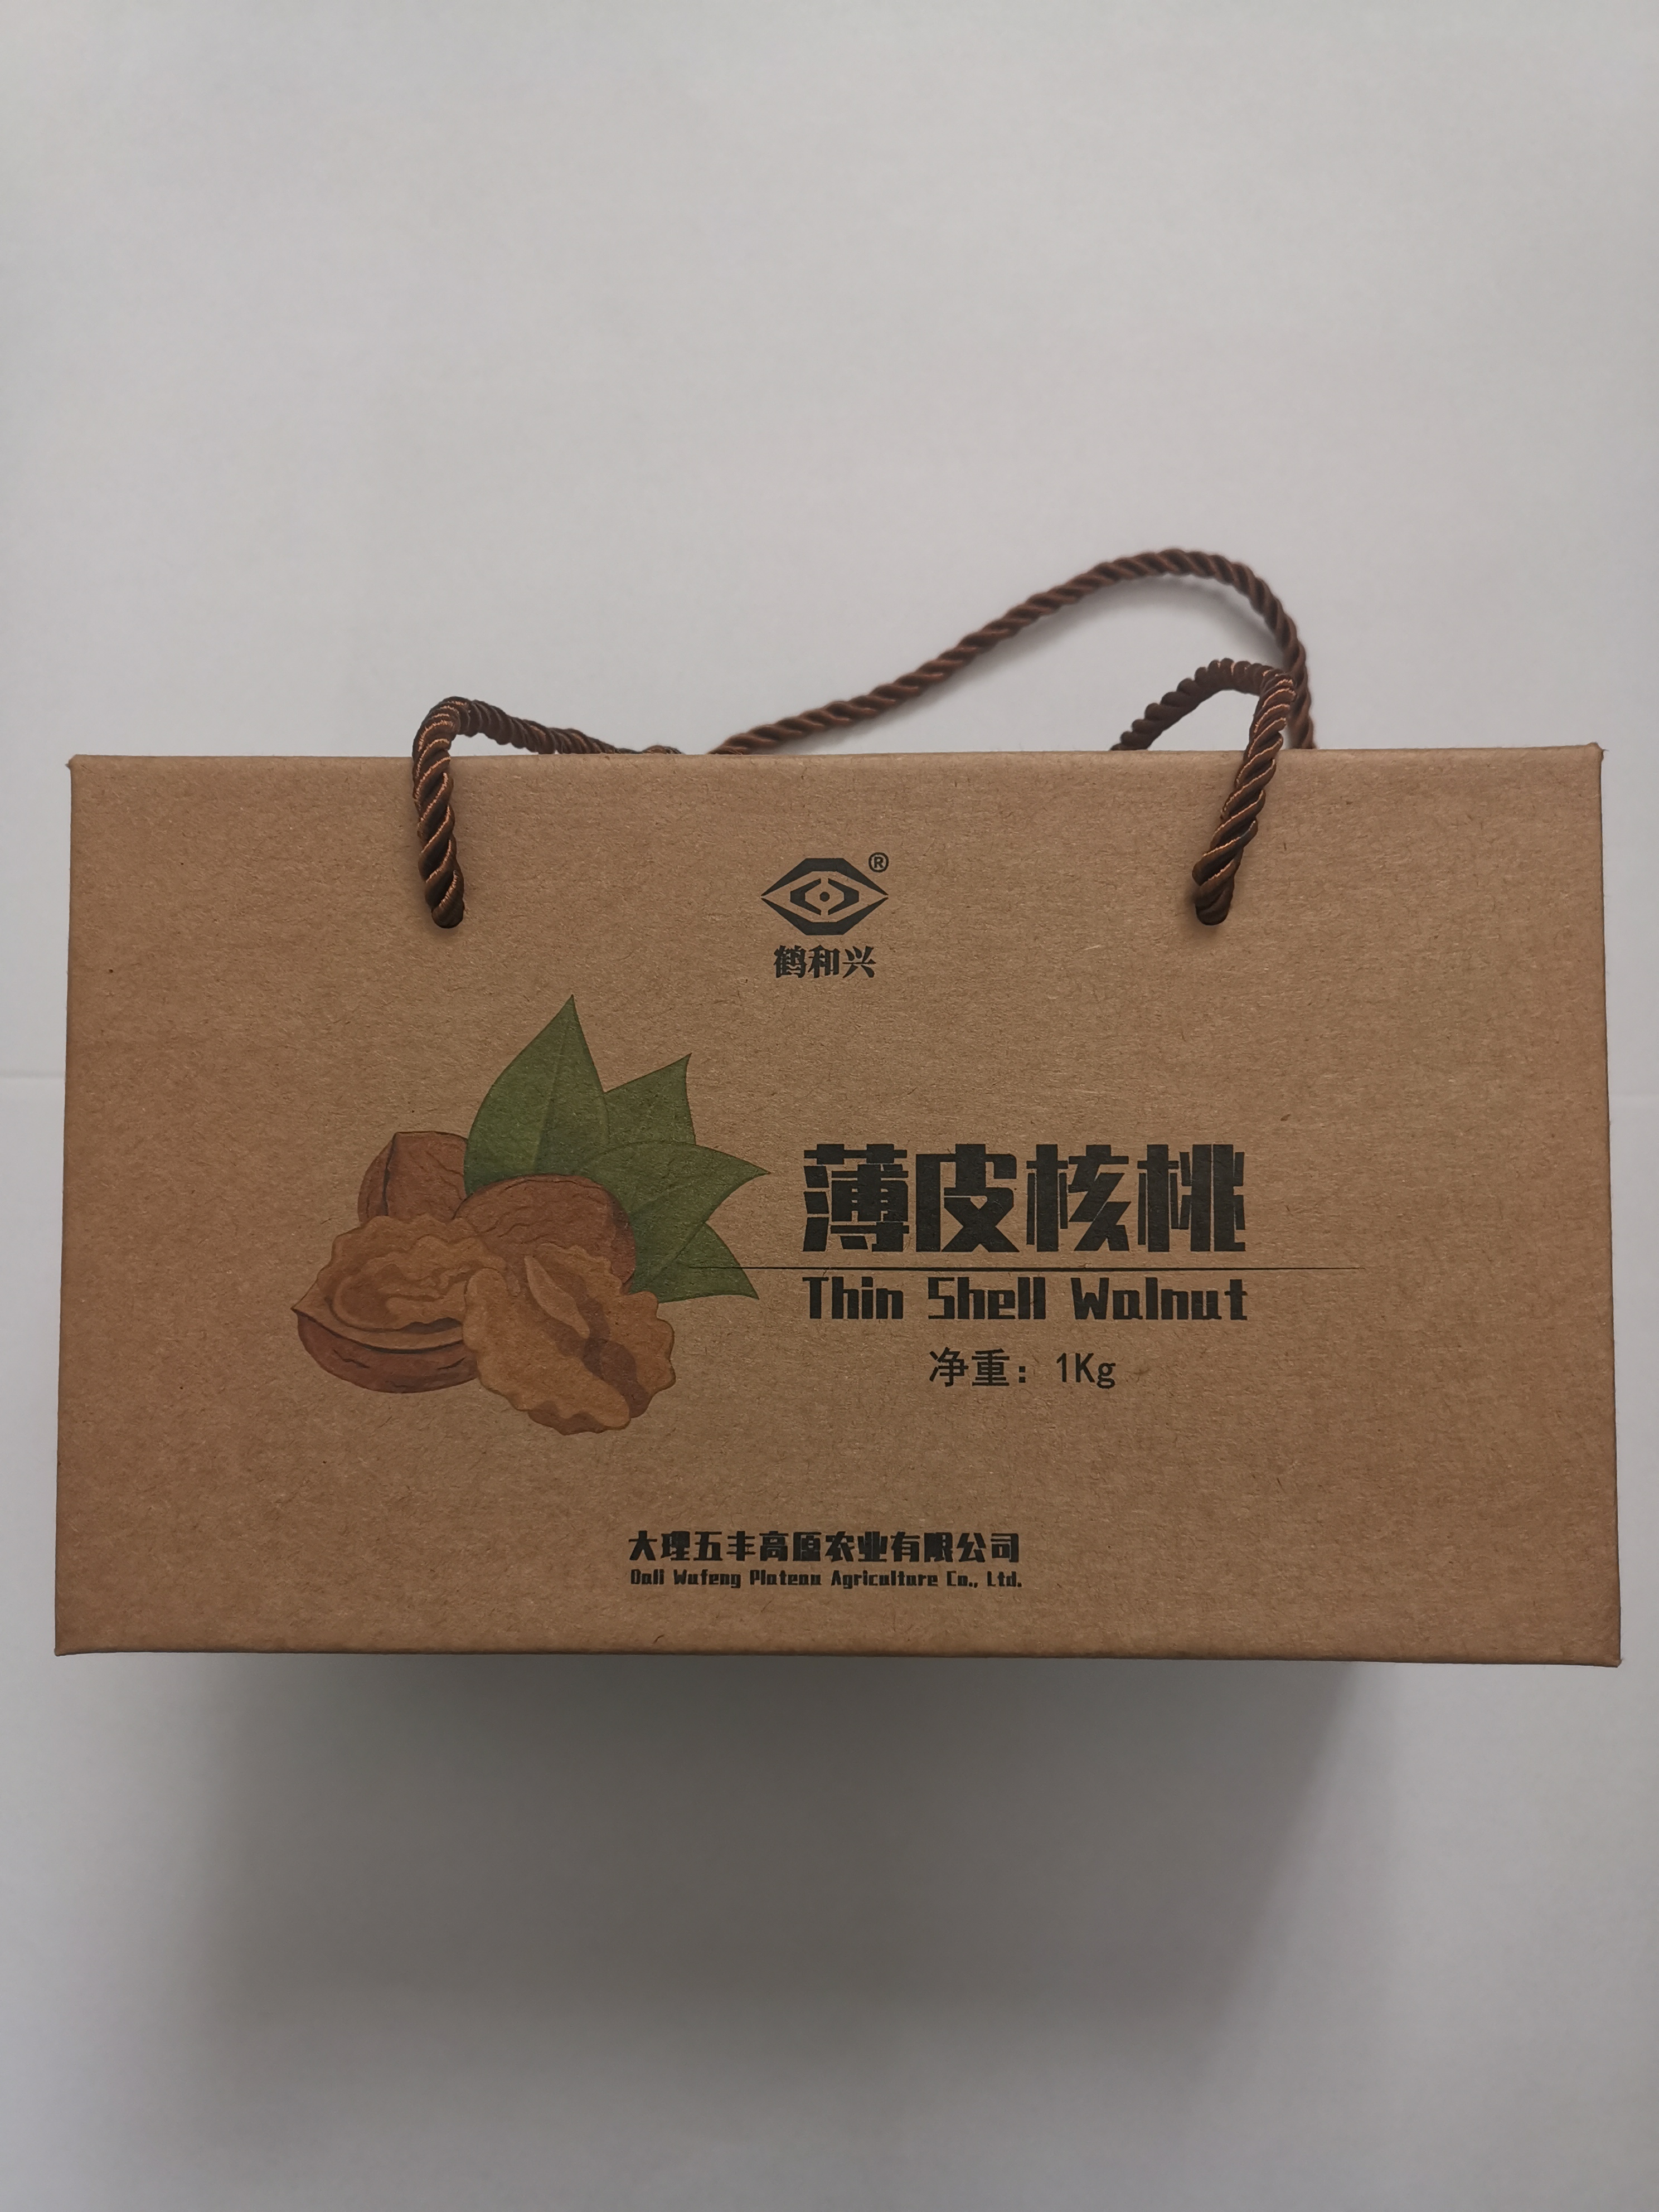 ®
鹤和兴
薄皮核桃
Thin Shell Walnut
净重：1Kg
大理五丰高原农业有限公司
Dali Wufeng Plateau Agriculture Co., Ltd.